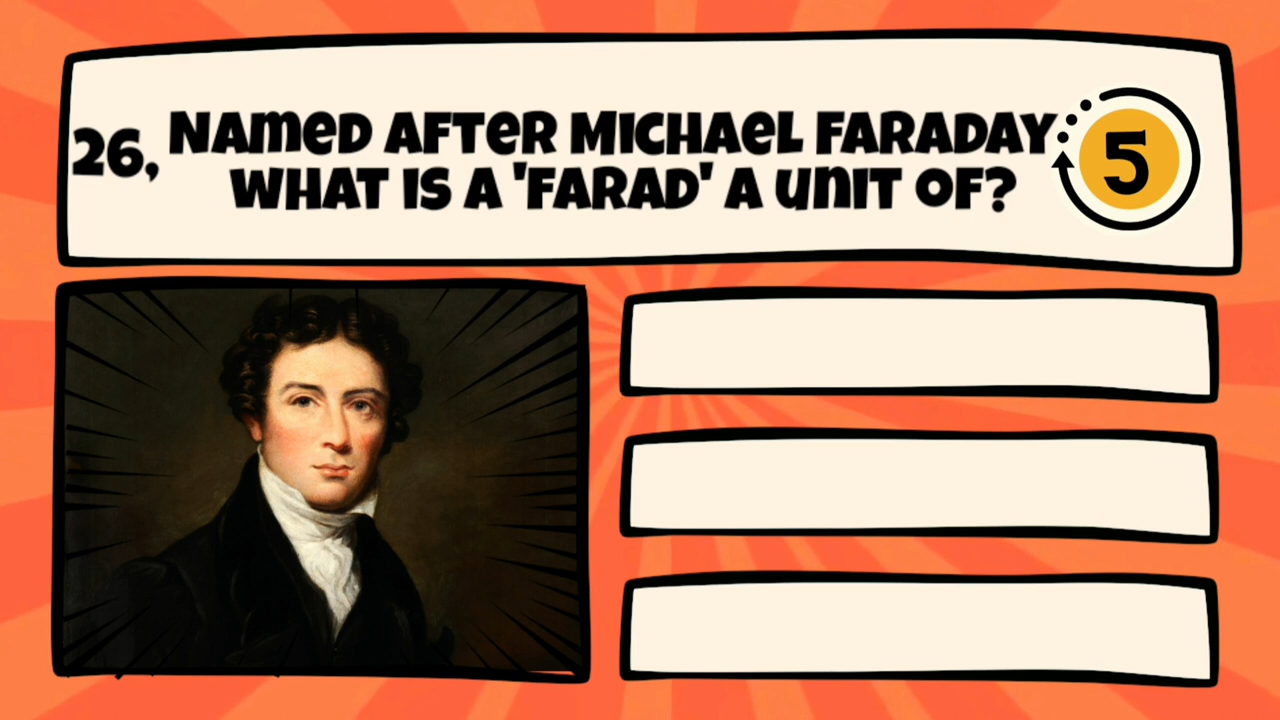 26, NAMED AFTER MICHAEL FARADAY
WHAT IS A 'FARAD' A UNIT OF?
5